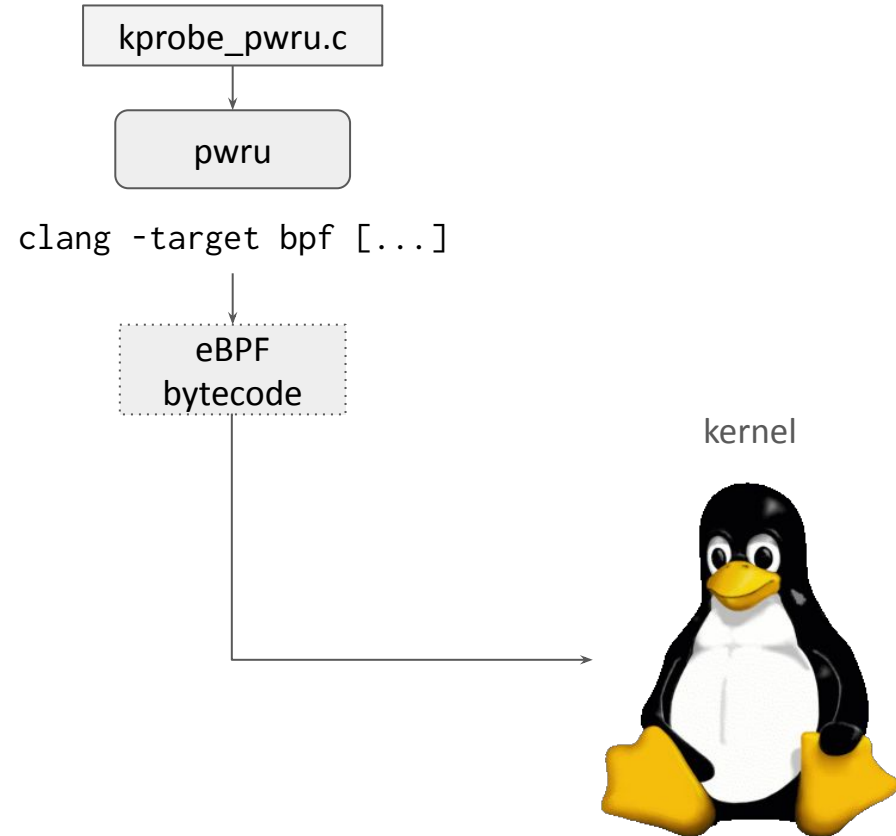 kprobe_pwru.c
pwru
clang -target bpf [...]
eBPF
bytecode
kernel